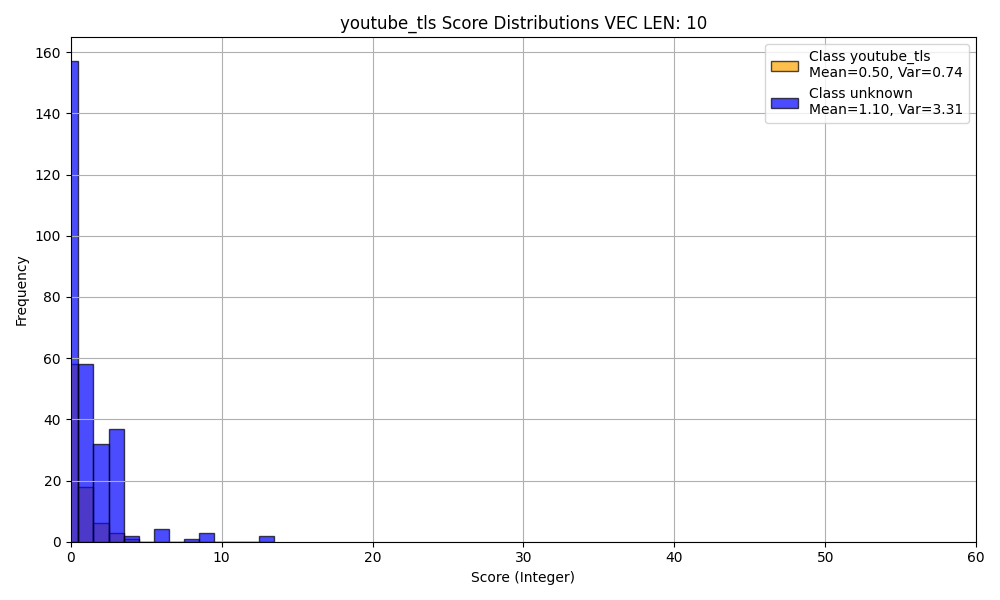 youtube_tls Score Distributions VEC LEN: 10
Class youtube_tls
Mean=0.50, Var=0.74
Class unknown
Mean=1.10, Var=3.31
160
140
120
100
80
60
40
20
0
Frequency
0 10 20 30 40 50 60
Score (Integer)